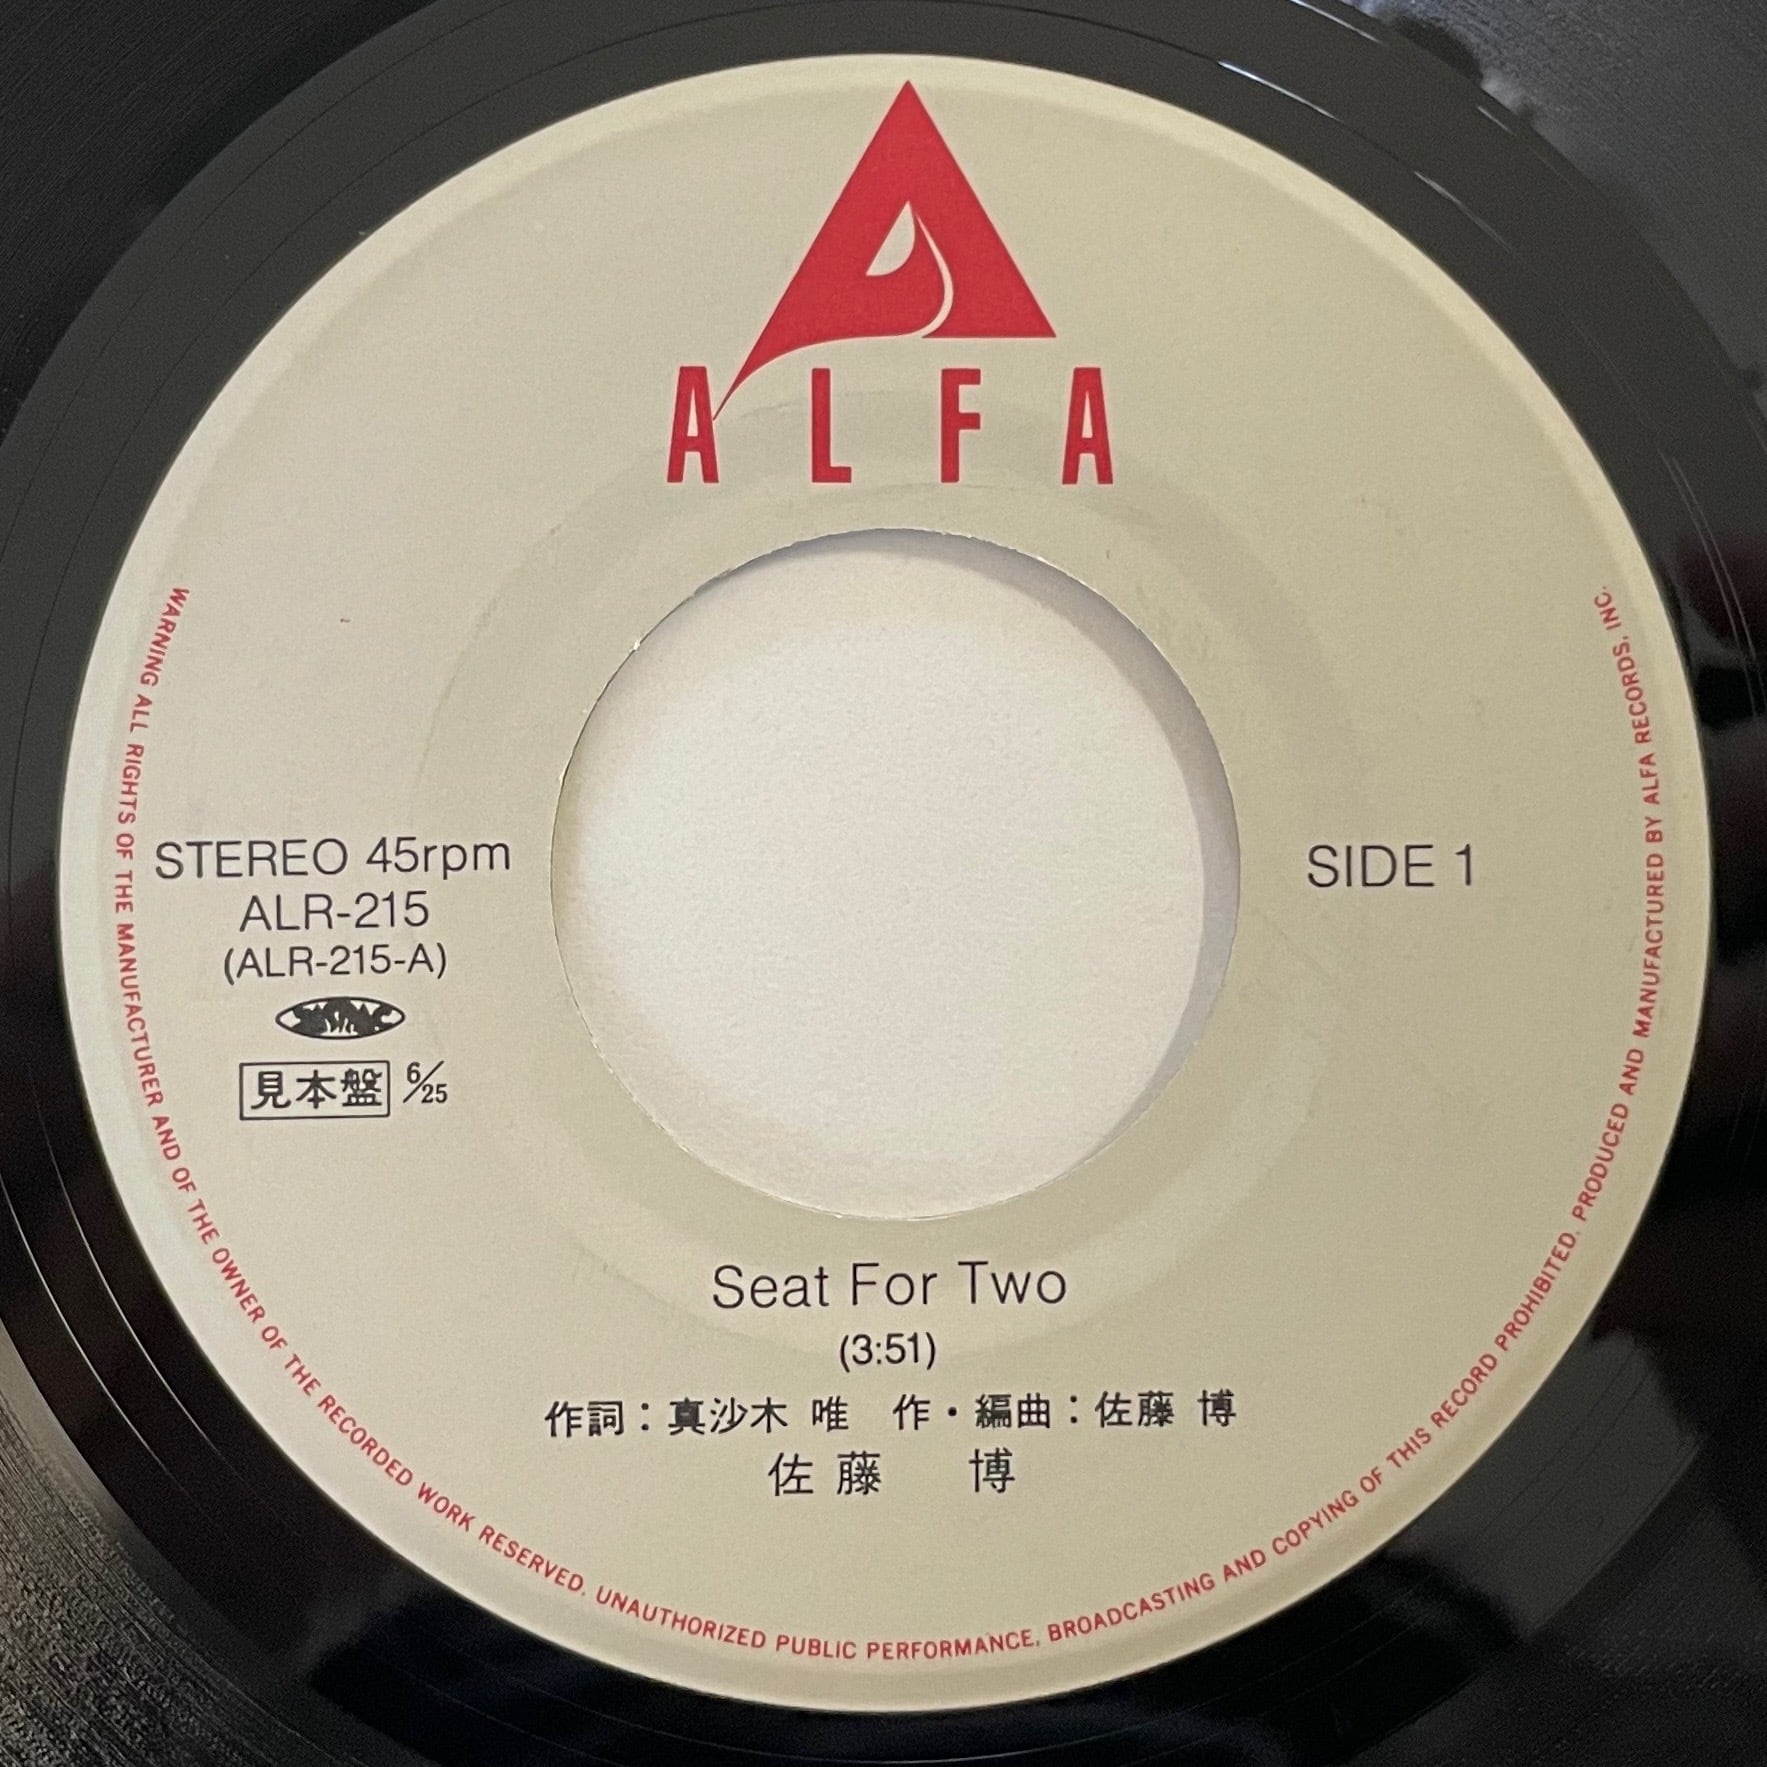 ALFA
STEREO 45rpm
ALR-215
(ALR-215-A)
見本盤 6/25
SIDE 1
Seat For Two
(3:51)
作詞：真沙木 唯 作・編曲：佐藤 博
佐藤 博
WARNING ALL RIGHTS OF THE MANUFACTURER AND OF THE OWNER OF THE RECORDED WORK RESERVED. UNAUTHORIZED PUBLIC PERFORMANCE, BROADCASTING AND COPYING OF THIS RECORD PROHIBITED. PRODUCED AND MANUFACTURED BY ALFA RECORDS, INC.